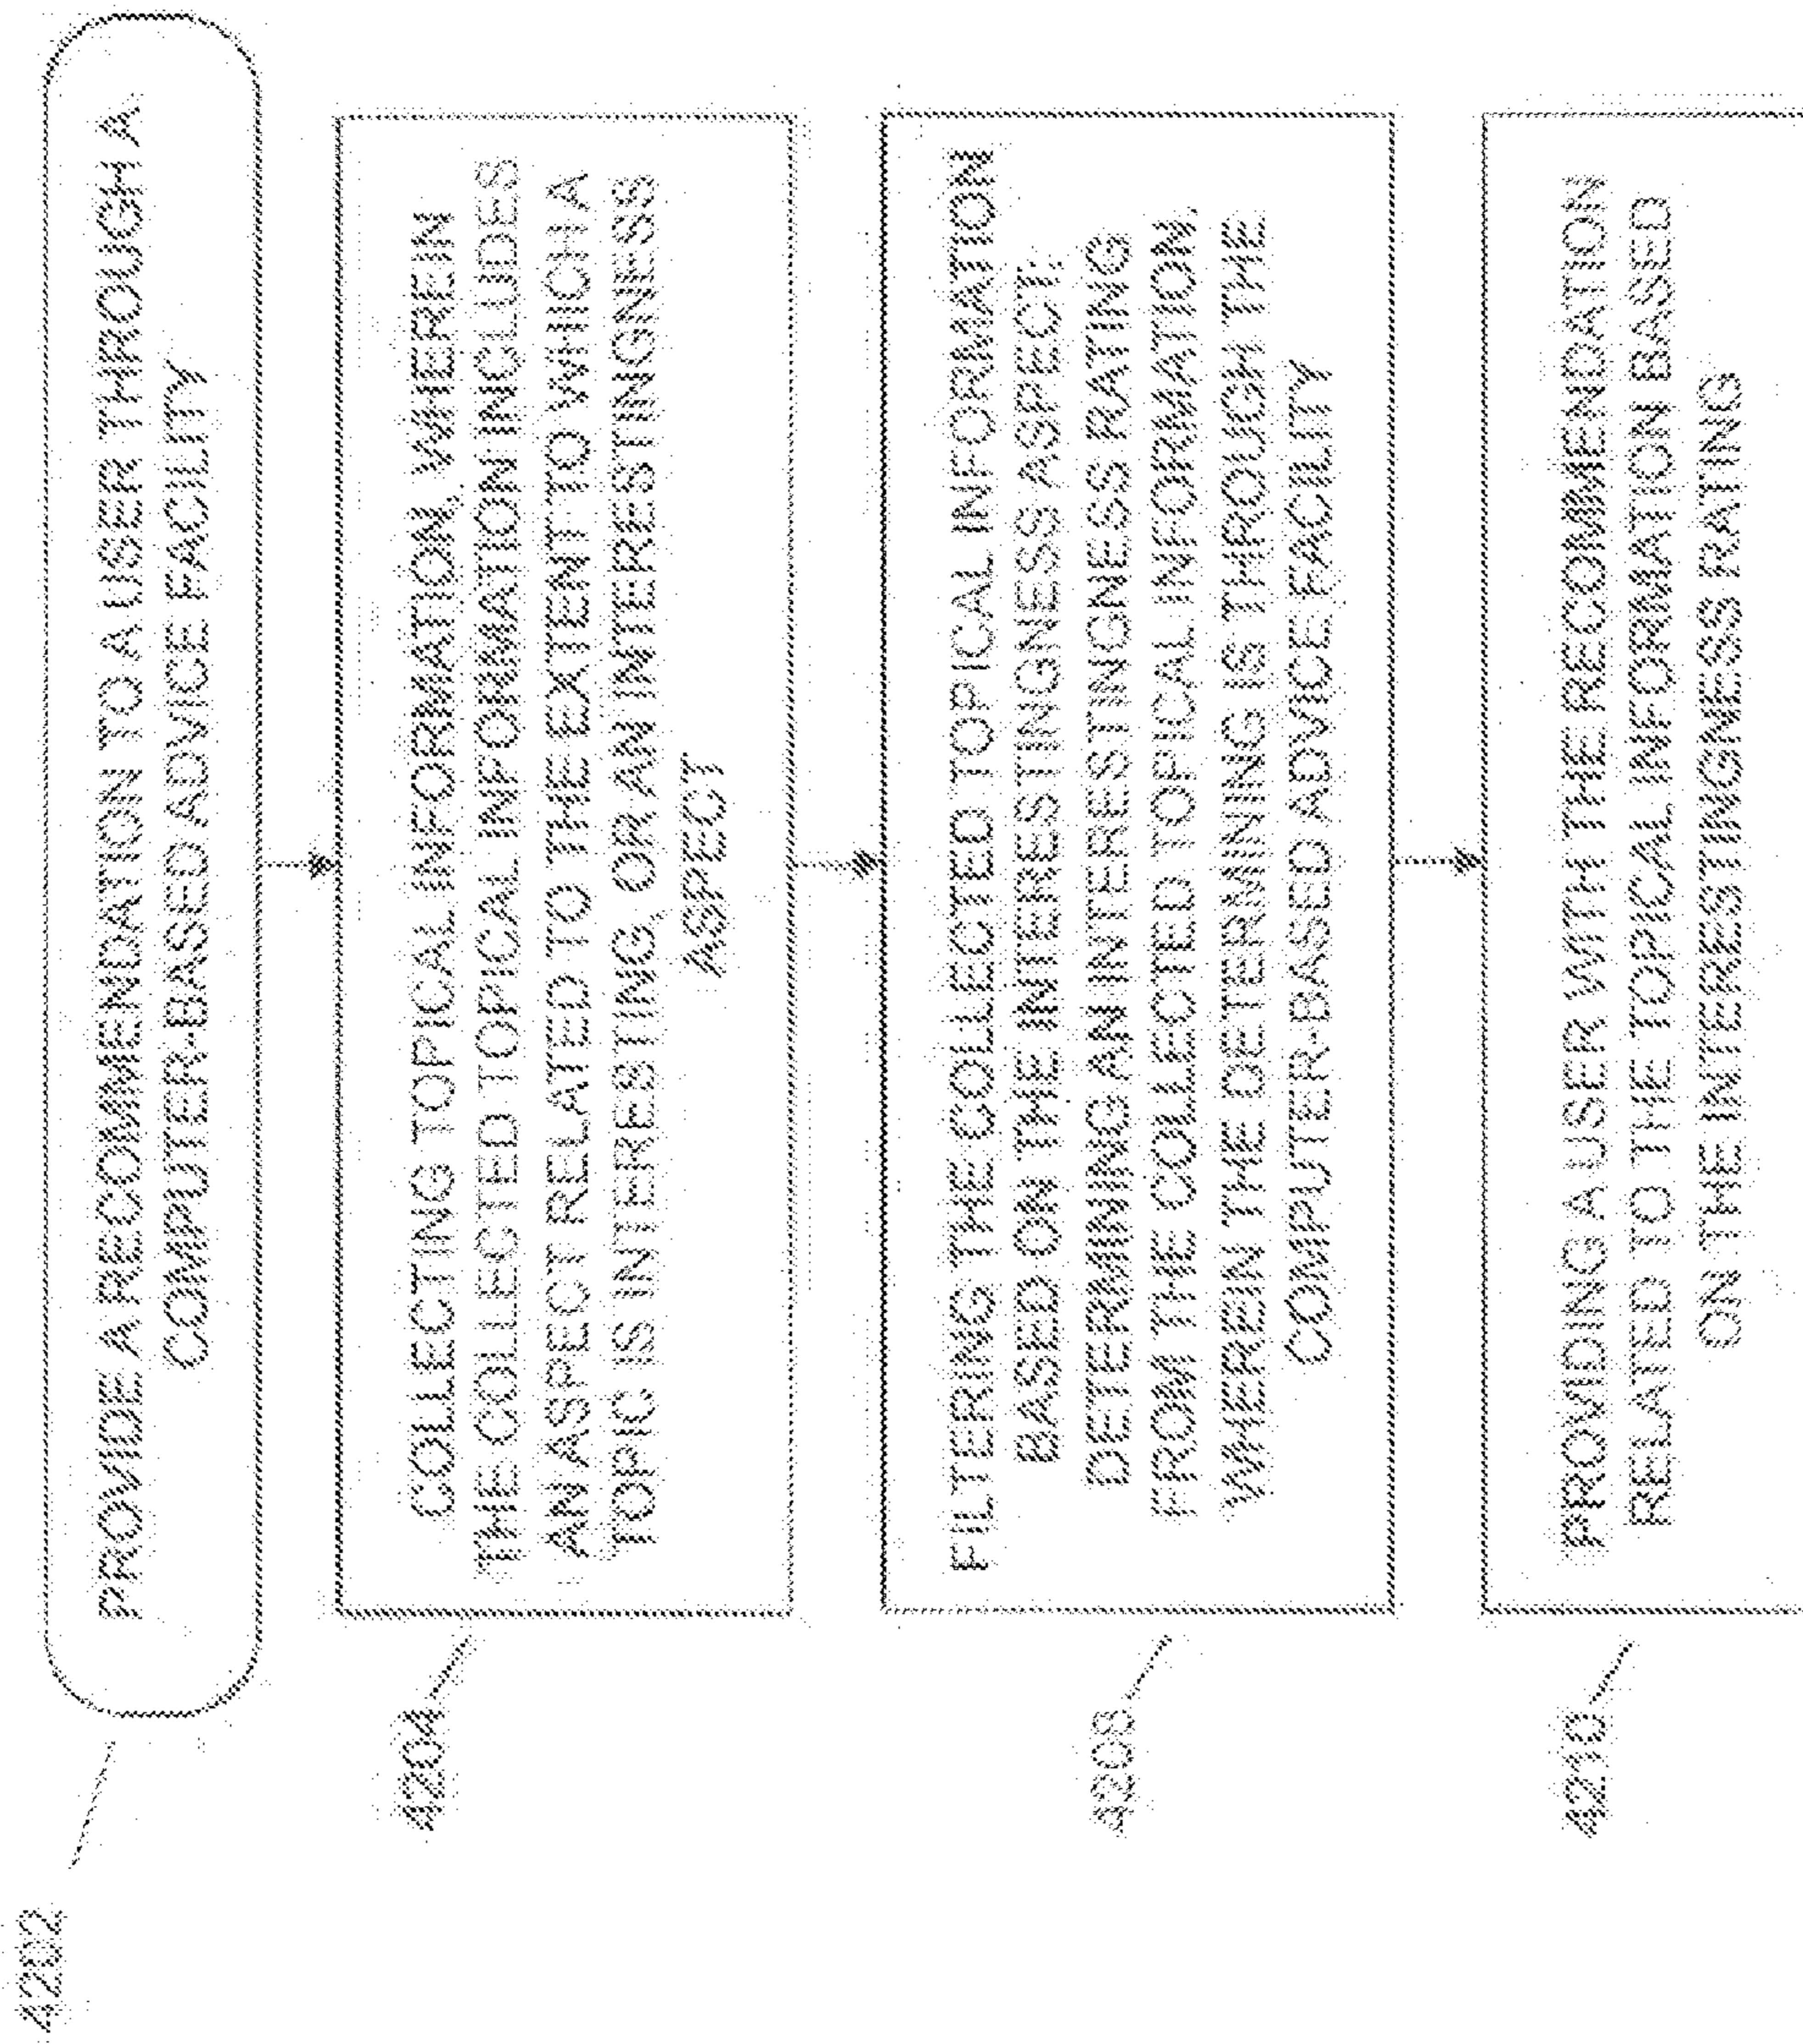 4202
PROVIDE A RECOMMENDATION TO A USER THROUGH A
COMPUTER-BASED ADVICE FACILITY
4204
COLLECTING TOPICAL INFORMATION, WHEREIN
THE COLLECTED TOPICAL INFORMATION INCLUDES
AN ASPECT RELATED TO THE EXTENT TO WHICH A
TOPIC IS INTERESTING, OR AN INTERESTINGNESS
ASPECT
4208
FILTERING THE COLLECTED TOPICAL INFORMATION
BASED ON THE INTERESTINGNESS ASPECT;
DETERMINING AN INTERESTINGNESS RATING
FROM THE COLLECTED TOPICAL INFORMATION,
WHEREIN THE DETERMINING IS THROUGH THE
COMPUTER-BASED ADVICE FACILITY
4210
PROVIDING A USER WITH THE RECOMMENDATION
RELATED TO THE TOPICAL INFORMATION BASED
ON THE INTERESTINGNESS RATING